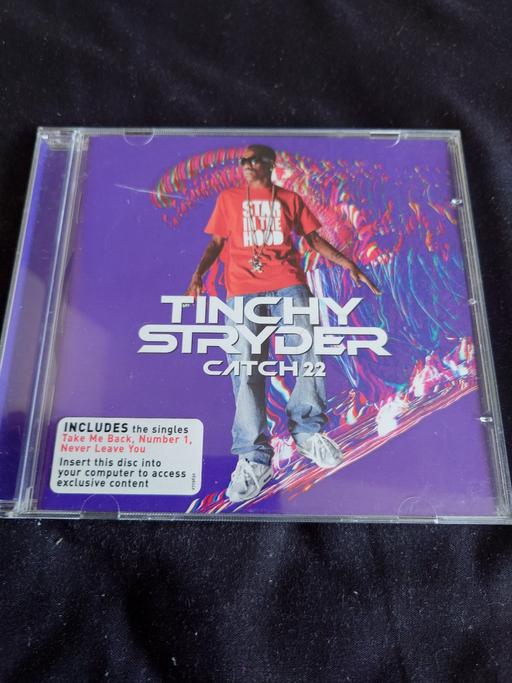 STAR
IN THE
HOOD
TINCHY
STRYDER
CATCH 22
INCLUDES the singles
Take Me Back, Number 1,
Never Leave You
Insert this disc into
your computer to access
exclusive content